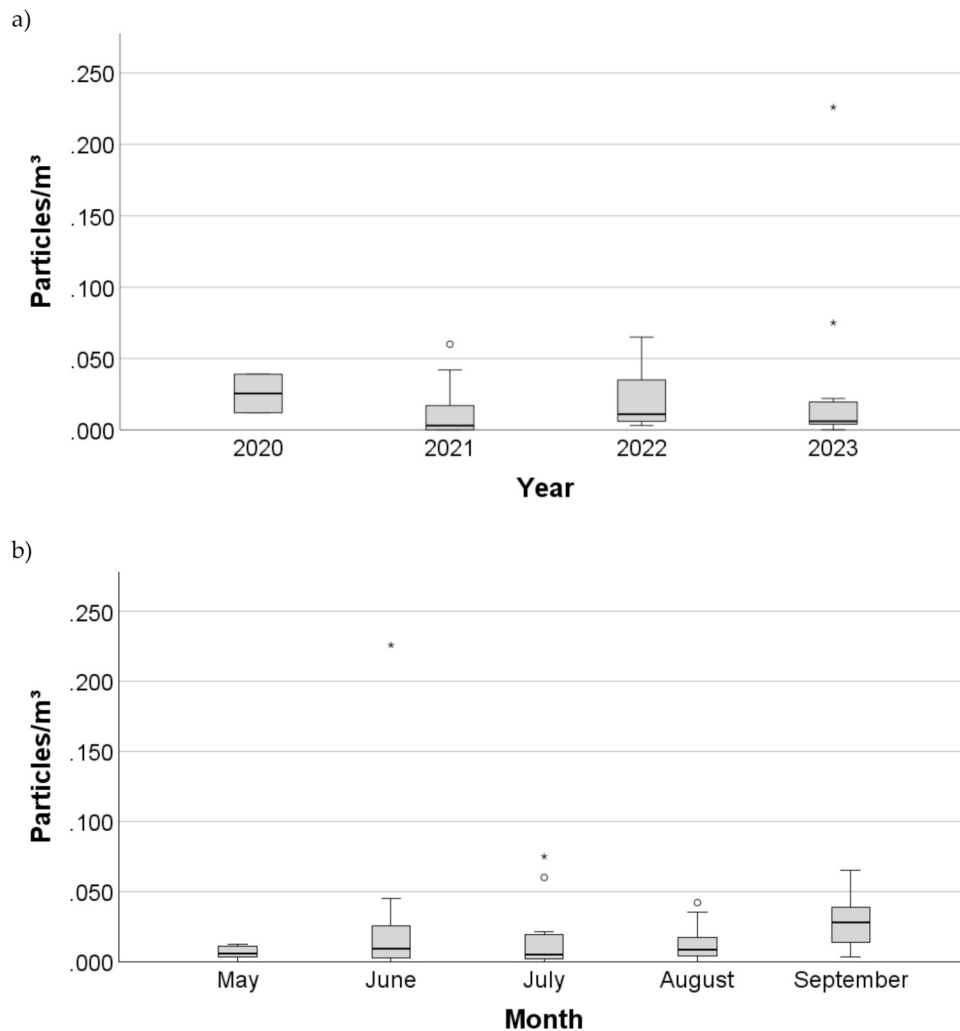 a)
Particles/m³
.250
.200
.150
.100
.050
.000
2020 2021 2022 2023
Year
b)
Particles/m³
.250
.200
.150
.100
.050
.000
May June July August September
Month